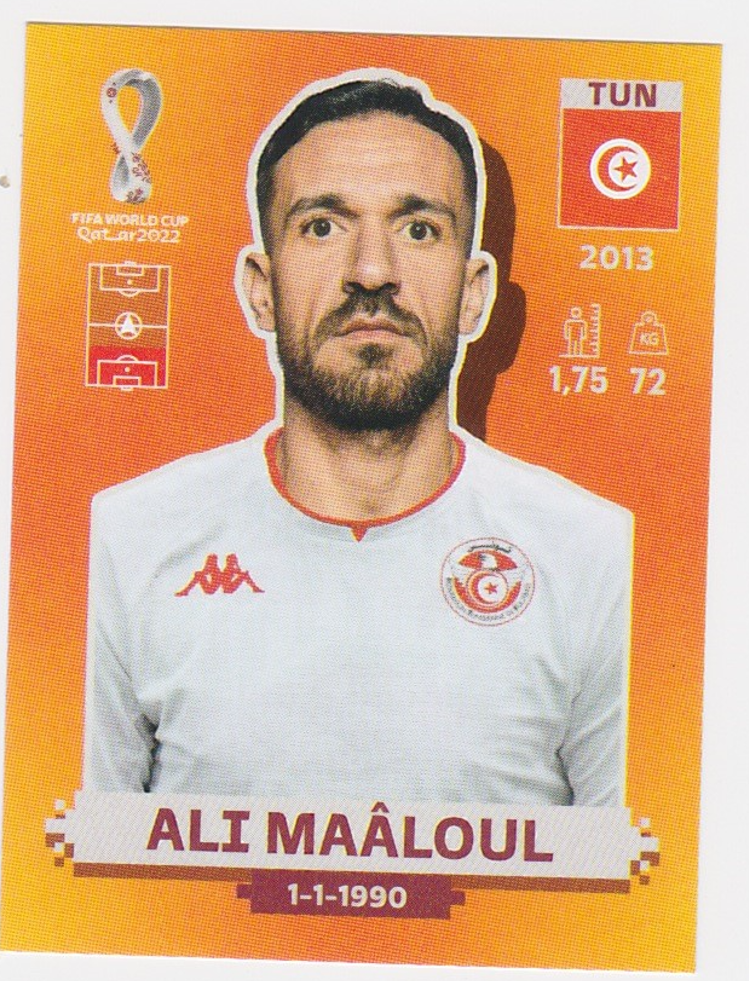 TUN
FIFA WORLD CUP
Qatar2022
2013
KG
1,75 72
ALI MAÂLOUL
1-1-1990